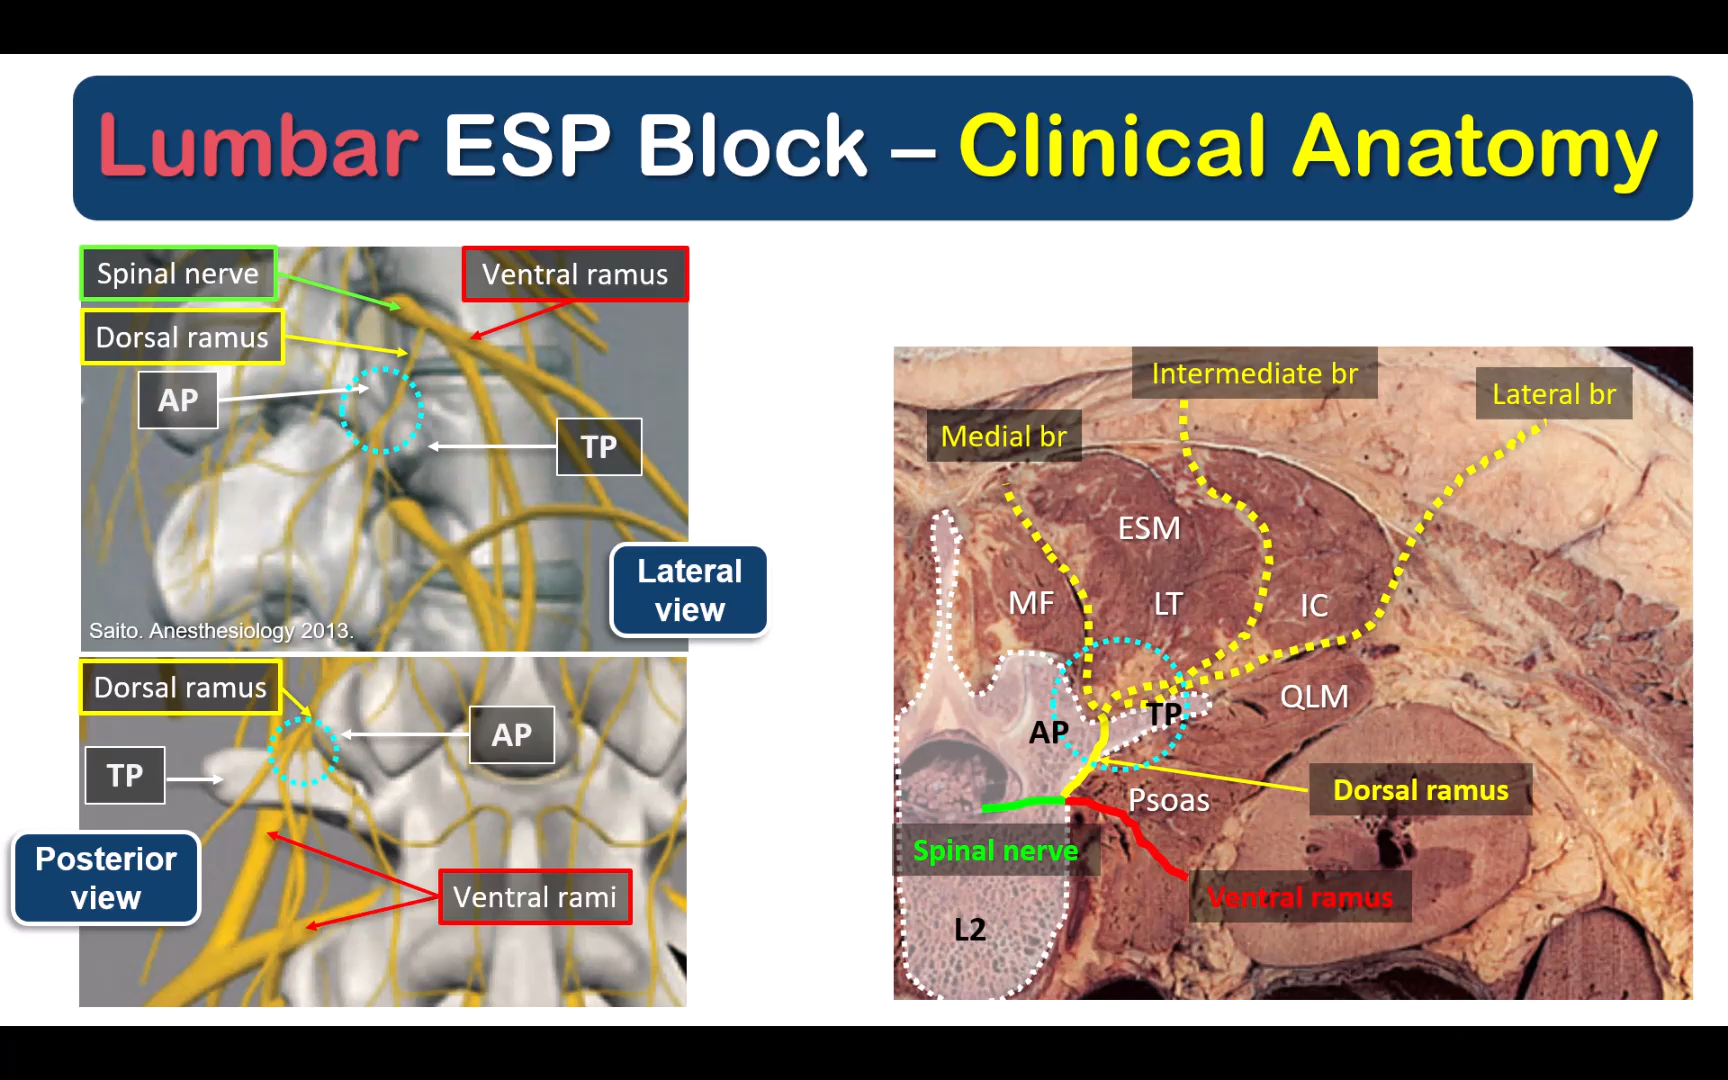 Lumbar ESP Block – Clinical Anatomy
Spinal nerve
Ventral ramus
Dorsal ramus
AP
TP
Lateral
view
Saito. Anesthesiology 2013.
Dorsal ramus
AP
TP
Posterior
view
Ventral rami
Intermediate br
Lateral br
Medial br
ESM
MF
LT
IC
QLM
AP
TP
Dorsal ramus
Psoas
Spinal nerve
Ventral ramus
L2